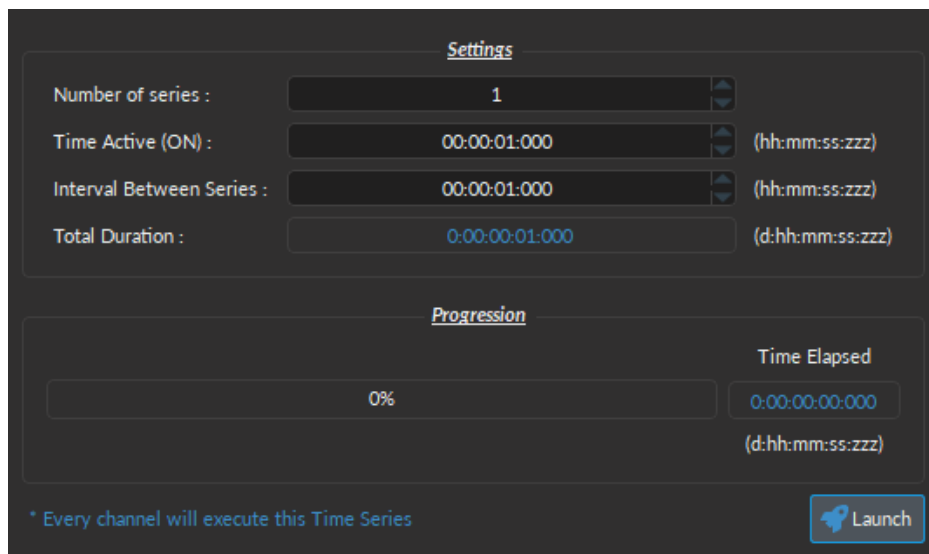 Settings
Number of series : 1
Time Active (ON) : 00:00:01:000 (hh:mm:ss:zzz)
Interval Between Series : 00:00:01:000 (hh:mm:ss:zzz)
Total Duration : 0:00:00:01:000 (d:hh:mm:ss:zzz)
Progression
Time Elapsed
0% 0:00:00:00:000
(d:hh:mm:ss:zzz)
* Every channel will execute this Time Series Launch